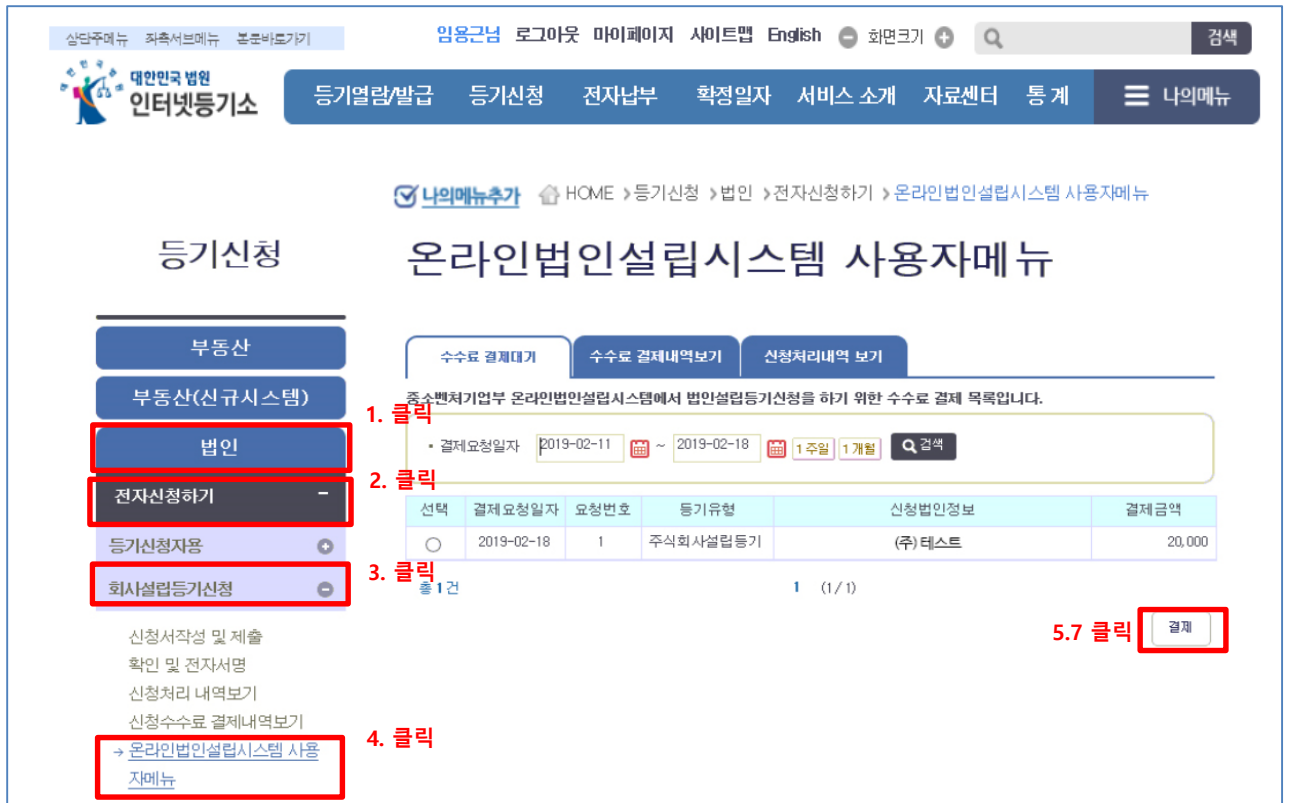 상단주메뉴 좌측서브메뉴 본문바로가기
임용근님 로그아웃 마이페이지 사이트맵 English 화면크기 검색
대한민국 법원
인터넷등기소
등기열람/발급 등기신청 전자납부 확정일자 서비스 소개 자료센터 통 계 나의메뉴
나의메뉴추가 HOME > 등기신청 > 법인 > 전자신청하기 > 온라인법인설립시스템 사용자메뉴
등기신청
온라인법인설립시스템 사용자메뉴
부동산
부동산(신규시스템)
1. 클릭
법인
2. 클릭
전자신청하기 -
등기신청자용
3. 클릭
회사설립등기신청
신청서작성 및 제출
확인 및 전자서명
신청처리 내역보기
신청수수료 결제내역보기
4. 클릭
→ 온라인법인설립시스템 사용
자메뉴
수수료 결제대기 수수료 결제내역보기 신청처리내역 보기
중소벤처기업부 온라인법인설립시스템에서 법인설립등기신청을 하기 위한 수수료 결제 목록입니다.
• 결제요청일자 2019-02-11 ~ 2019-02-18 1주일 1개월 검색
선택 결제요청일자 요청번호 등기유형 신청법인정보 결제금액
2019-02-18 1 주식회사설립등기 (주)테스트 20,000
총 1 건 1 (1/1)
5.7 클릭 결제